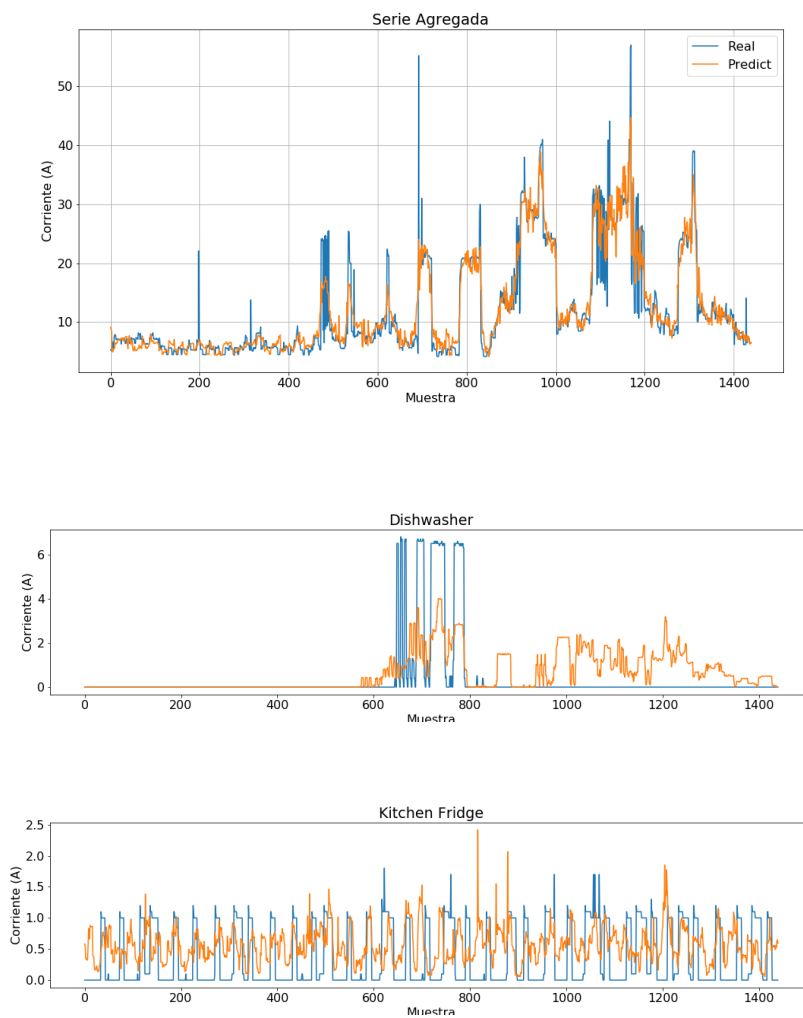 Serie Agregada
Real
Predict
50
40
30
20
10
Corriente (A)
0 200 400 600 800 1000 1200 1400
Muestra
Dishwasher
6
4
2
0
Corriente (A)
0 200 400 600 800 1000 1200 1400
Muestra
Kitchen Fridge
2.5
2.0
1.5
1.0
0.5
0.0
Corriente (A)
0 200 400 600 800 1000 1200 1400
Muestra